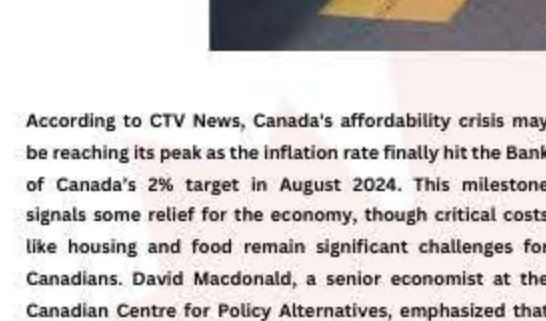 According to CTV News, Canada's affordability crisis may
be reaching its peak as the inflation rate finally hit the Bank
of Canada's 2% target in August 2024. This milestone
signals some relief for the economy, though critical costs
like housing and food remain significant challenges for
Canadians. David Macdonald, a senior economist at the
Canadian Centre for Policy Alternatives, emphasized that